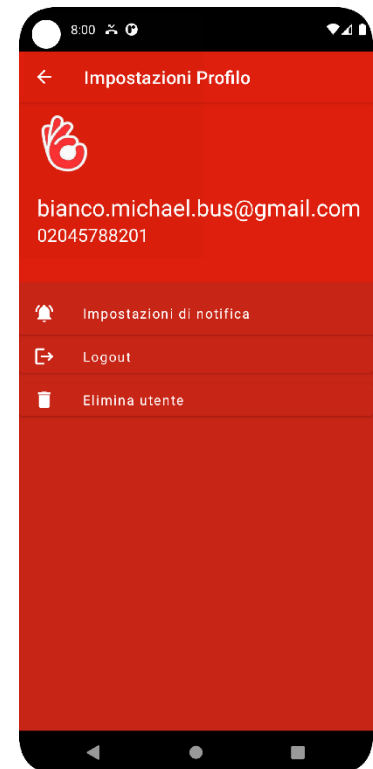 8:00
Impostazioni Profilo
bianco.michael.bus@gmail.com
02045788201
Impostazioni di notifica
Logout
Elimina utente